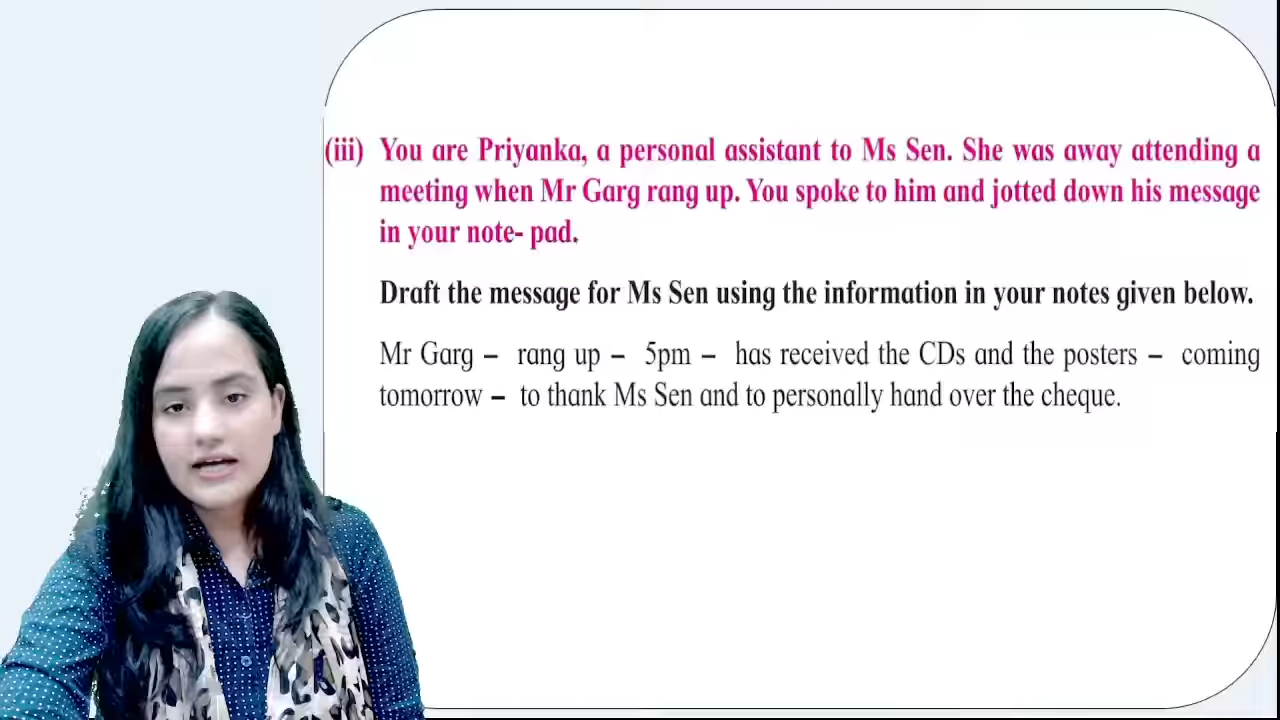 (iii) You are Priyanka, a personal assistant to Ms Sen. She was away attending a
meeting when Mr Garg rang up. You spoke to him and jotted down his message
in your note- pad.
Draft the message for Ms Sen using the information in your notes given below.
Mr Garg – rang up – 5pm – has received the CDs and the posters – coming
tomorrow – to thank Ms Sen and to personally hand over the cheque.